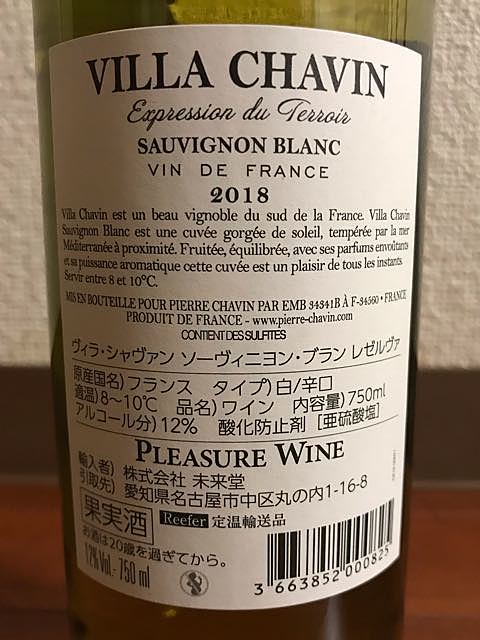 VILLA CHAVIN
Expression du Terroir
SAUVIGNON BLANC
VIN DE FRANCE
2018
Villa Chavin est un beau vignoble du sud de la France. Villa Chavin
Sauvignon Blanc est une cuvée gorgée de soleil, tempérée par la mer
Méditerranée à proximité. Fruitée, équilibrée, avec ses parfums envoûtants
et sa puissance aromatique cette cuvée est un plaisir de tous les instants.
Servir entre 8 et 10°C.
MIS EN BOUTEILLE POUR PIERRE CHAVIN PAR EMB 34341B À F-34560 • FRANCE
PRODUIT DE FRANCE - www.pierre-chavin.com
CONTIENT DES SULFITES
ヴィラ・シャヴァン ソーヴィニヨン・ブラン レゼルヴァ
原産国名)フランス タイプ)白/辛口
適温)8~10℃ 品名)ワイン 内容量)750ml
アルコール分)12% 酸化防止剤 [亜硫酸塩]
PLEASURE WINE
輸入者) 株式会社 未来堂
引取先) 愛知県名古屋市中区丸の内1-16-8
果実酒 Reefer 定温輸送品
お酒は20歳を過ぎてから。
12% Vol. - 750 ml
3 663852 000825